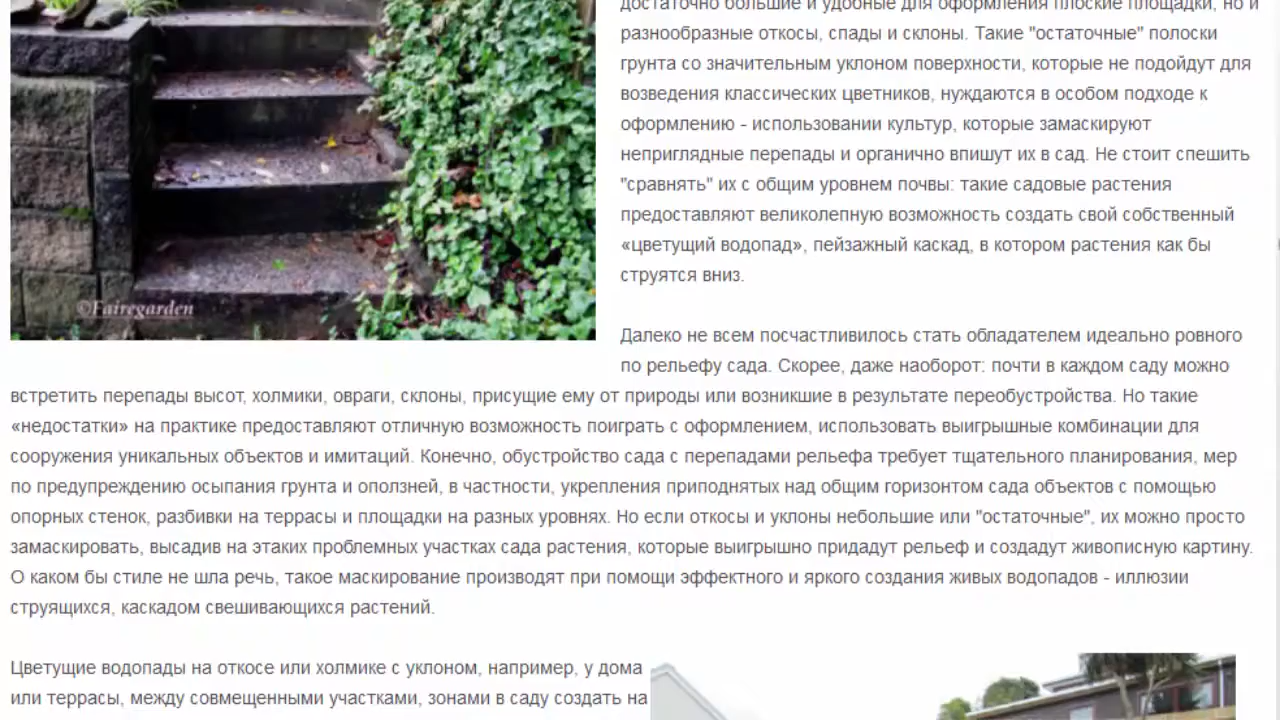 достаточно большие и удобные для оформления плоские площадки, но и
разнообразные откосы, спады и склоны. Такие "остаточные" полоски
грунта со значительным уклоном поверхности, которые не подойдут для
возведения классических цветников, нуждаются в особом подходе к
оформлению - использовании культур, которые замаскируют
неприглядные перепады и органично впишут их в сад. Не стоит спешить
"сравнять" их с общим уровнем почвы: такие садовые растения
предоставляют великолепную возможность создать свой собственный
«цветущий водопад», пейзажный каскад, в котором растения как бы
струятся вниз.
©Fairegarden
Далеко не всем посчастливилось стать обладателем идеально ровного
по рельефу сада. Скорее, даже наоборот: почти в каждом саду можно
встретить перепады высот, холмики, овраги, склоны, присущие ему от природы или возникшие в результате переобустройства. Но такие
«недостатки» на практике предоставляют отличную возможность поиграть с оформлением, использовать выигрышные комбинации для
сооружения уникальных объектов и имитаций. Конечно, обустройство сада с перепадами рельефа требует тщательного планирования, мер
по предупреждению осыпания грунта и оползней, в частности, укрепления приподнятых над общим горизонтом сада объектов с помощью
опорных стенок, разбивки на террасы и площадки на разных уровнях. Но если откосы и уклоны небольшие или "остаточные", их можно просто
замаскировать, высадив на этаких проблемных участках сада растения, которые выигрышно придадут рельеф и создадут живописную картину.
О каком бы стиле не шла речь, такое маскирование производят при помощи эффектного и яркого создания живых водопадов - иллюзии
струящихся, каскадом свешивающихся растений.
Цветущие водопады на откосе или холмике с уклоном, например, у дома
или террасы, между совмещенными участками, зонами в саду создать на